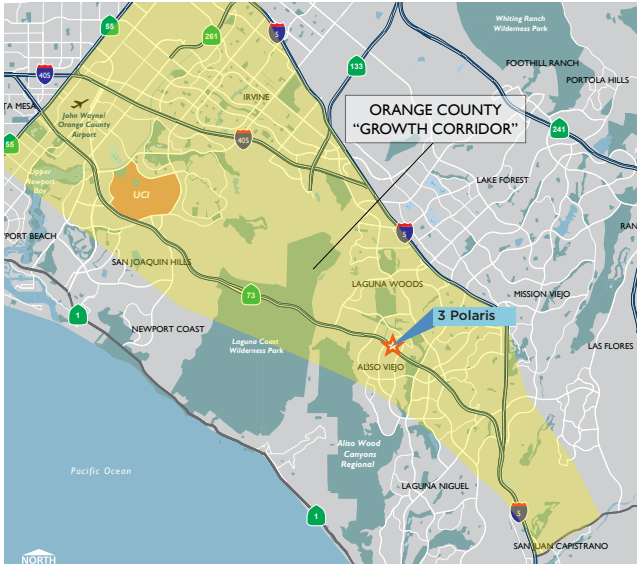 55
261
5
Whiting Ranch
Wilderness Park
133
FOOTHILL RANCH
405
PORTOLA HILLS
IRVINE
TA MESA
John Wayne/
Orange County
Airport
ORANGE COUNTY
“GROWTH CORRIDOR”
55
405
241
Upper
Newport
Bay
UCI
LAKE FOREST
RAN
PORT BEACH
5
SAN JOAQUIN HILLS
LAGUNA WOODS
73
MISSION VIEJO
1
3 Polaris
NEWPORT COAST
Laguna Coast
Wilderness Park
LAS FLORES
ALISO VIEJO
Aliso Wood
Canyons
Regional
Pacific Ocean
LAGUNA NIGUEL
1
5
SAN JUAN CAPISTRANO
NORTH